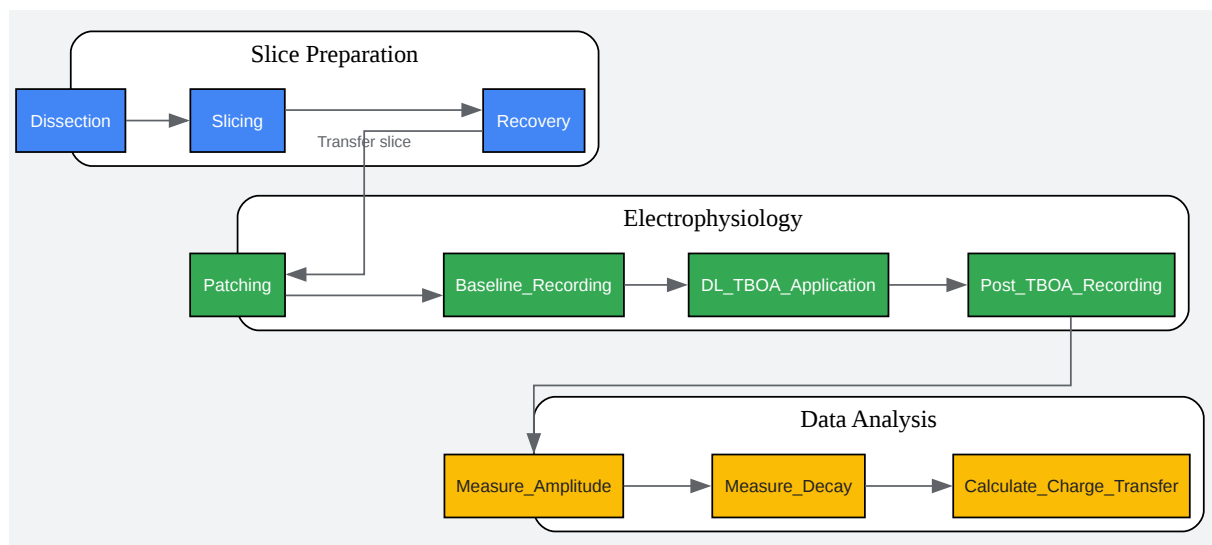 Slice Preparation
Dissection
Slicing
Recovery
Transfer slice
Electrophysiology
Patching
Baseline_Recording
DL_TBOA_Application
Post_TBOA_Recording
Data Analysis
Measure_Amplitude
Measure_Decay
Calculate_Charge_Transfer